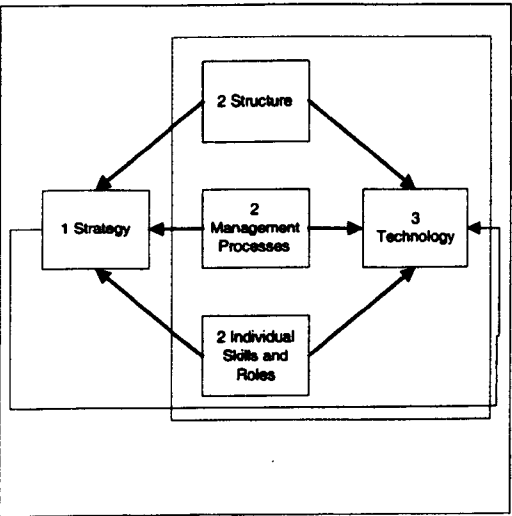 2 Structure
1 Strategy
2
Management
Processes
3
Technology
2 Individual
Skills and
Roles